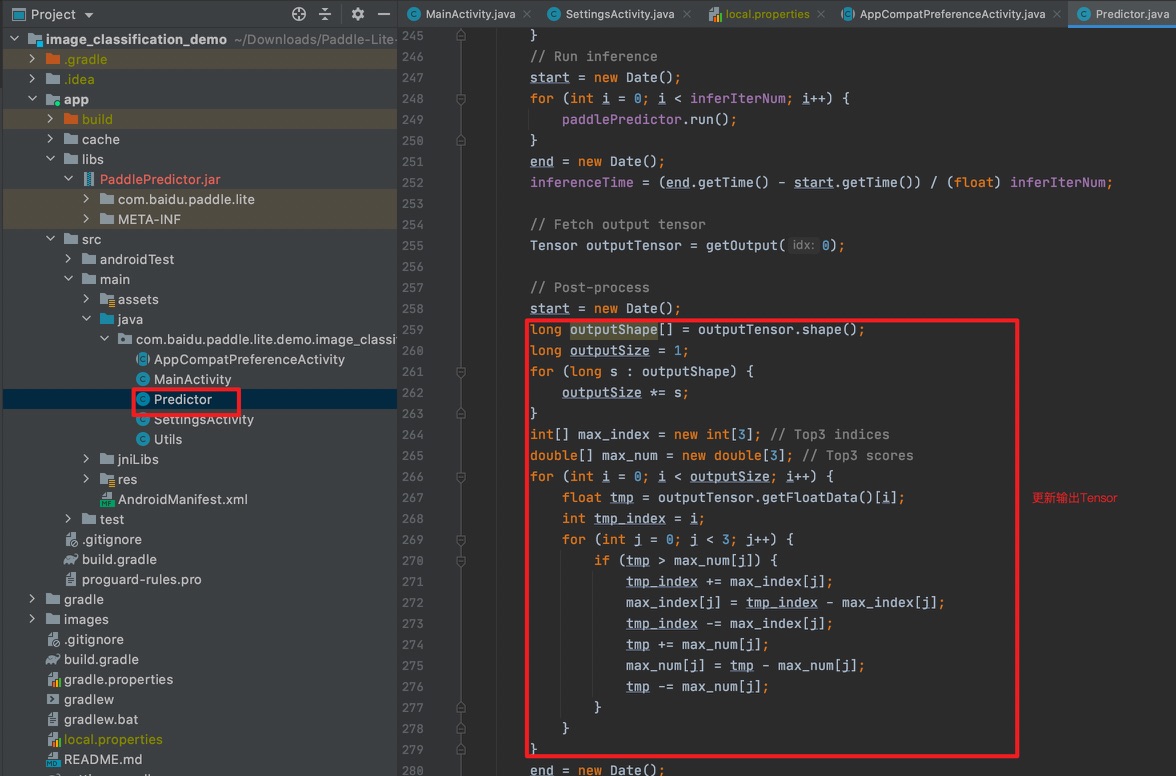 Project
image_classification_demo ~/Downloads/Paddle-Lite-
.gradle
.idea
app
build
cache
libs
PaddlePredictor.jar
com.baidu.paddle.lite
META-INF
src
androidTest
main
assets
java
com.baidu.paddle.lite.demo.image_classi
AppCompatPreferenceActivity
MainActivity
Predictor
SettingsActivity
Utils
jniLibs
res
AndroidManifest.xml
test
.gitignore
build.gradle
proguard-rules.pro
gradle
images
.gitignore
build.gradle
gradle.properties
gradlew
gradlew.bat
local.properties
README.md
MainActivity.java SettingsActivity.java local.properties AppCompatPreferenceActivity.java Predictor.java
245 }
246 // Run inference
247 start = new Date();
248 for (int i = 0; i < inferIterNum; i++) {
249 paddlePredictor.run();
250 }
251 end = new Date();
252 inferenceTime = (end.getTime() - start.getTime()) / (float) inferIterNum;
253
254 // Fetch output tensor
255 Tensor outputTensor = getOutput( idx: 0);
256
257 // Post-process
258 start = new Date();
259 long outputShape[] = outputTensor.shape();
260 long outputSize = 1;
261 for (long s : outputShape) {
262 outputSize *= s;
263 }
264 int[] max_index = new int[3]; // Top3 indices
265 double[] max_num = new double[3]; // Top3 scores
266 for (int i = 0; i < outputSize; i++) {
267 float tmp = outputTensor.getFloatData()[i]; 更新输出Tensor
268 int tmp_index = i;
269 for (int j = 0; j < 3; j++) {
270 if (tmp > max_num[j]) {
271 tmp_index += max_index[j];
272 max_index[j] = tmp_index - max_index[j];
273 tmp_index -= max_index[j];
274 tmp += max_num[j];
275 max_num[j] = tmp - max_num[j];
276 tmp -= max_num[j];
277 }
278 }
279 }
280 end = new Date();